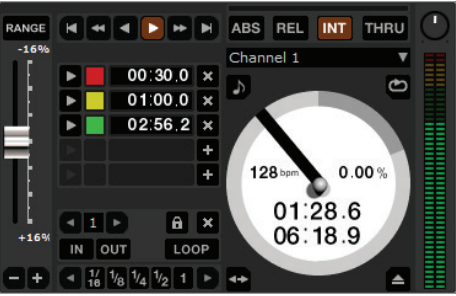 RANGE
-16%
+16%
00:30.0
01:00.0
02:56.2
1
IN OUT LOOP
1/16 1/8 1/4 1/2 1
ABS REL INT THRU
Channel 1
128 bpm 0.00 %
01:28.6
06:18.9